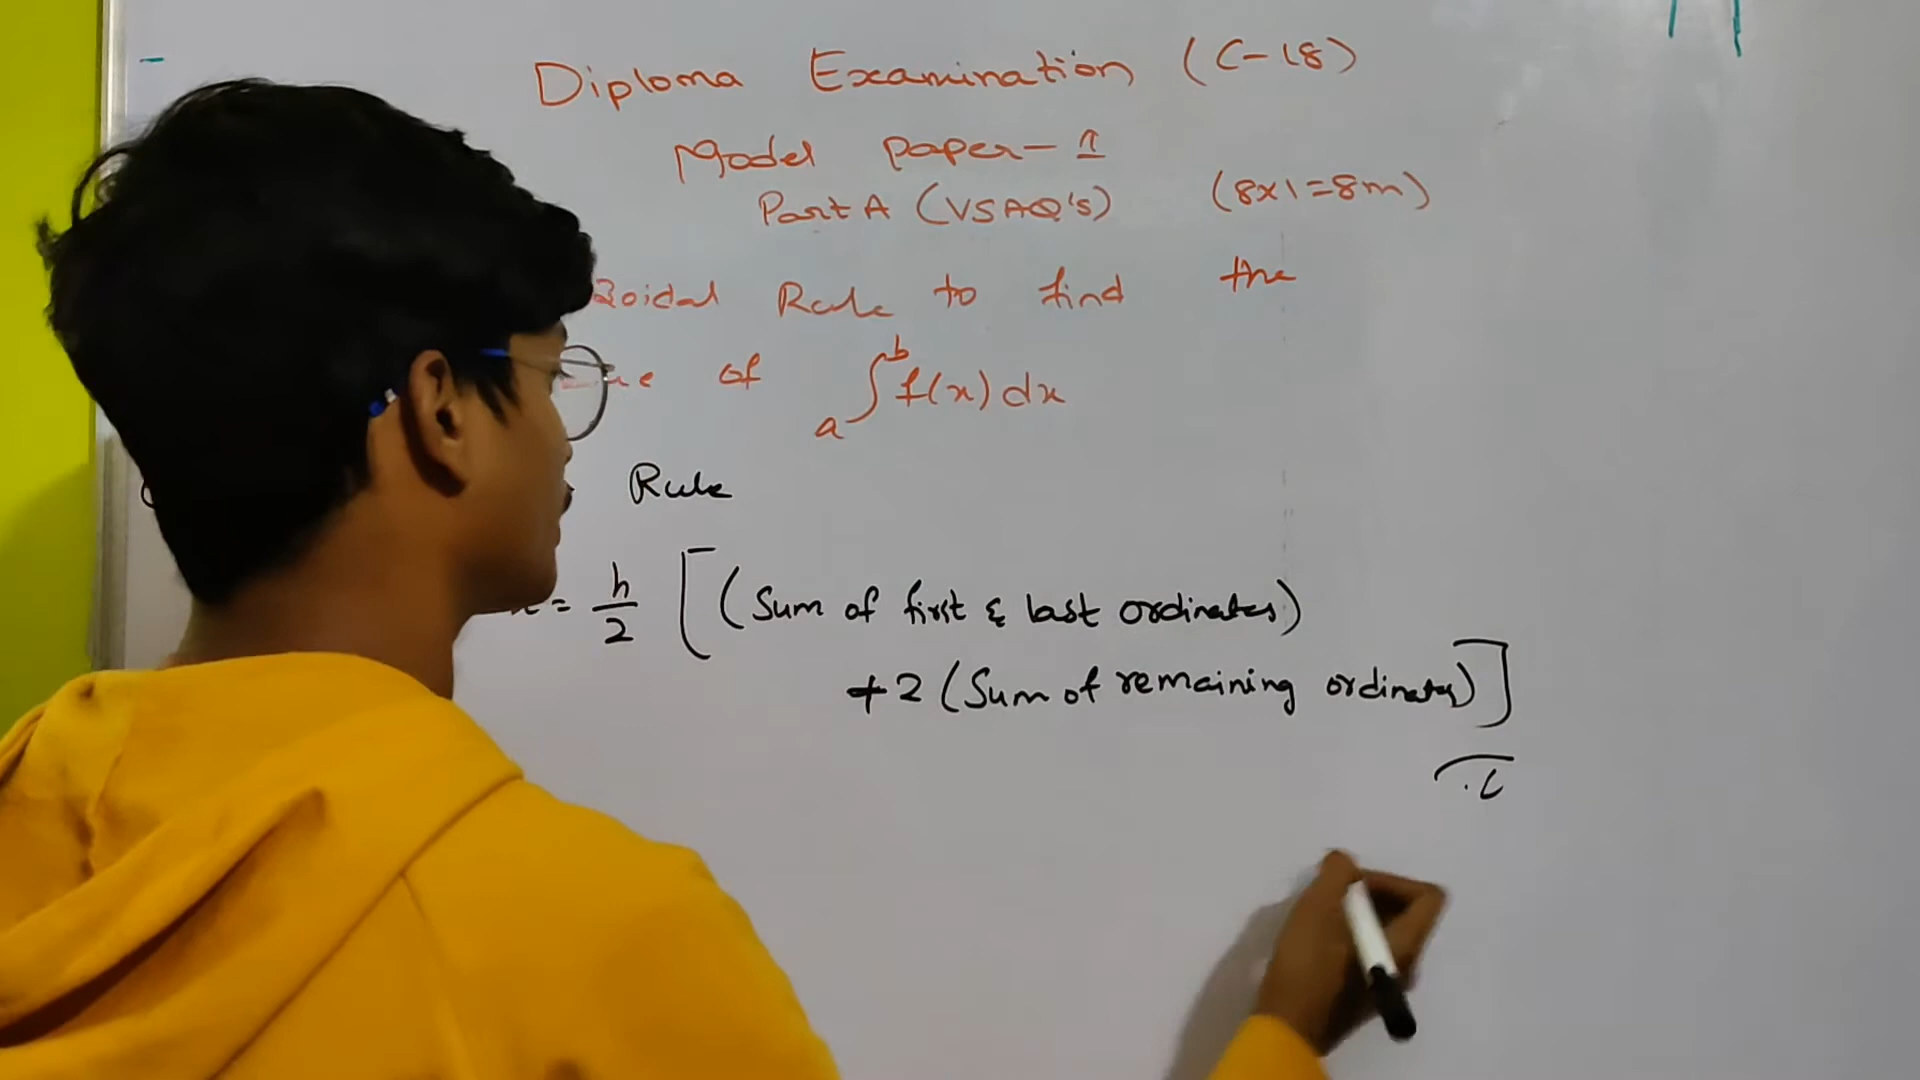 Diploma Examination (C-18)
Model paper-1
Part A (VSAQ's) (8x1=8m)
zoidal Rule to find the
ue of ∫ₐᵇ f(x) dx
Rule
= h/2 [(Sum of first & last ordinates)
+2 (Sum of remaining ordinates)]